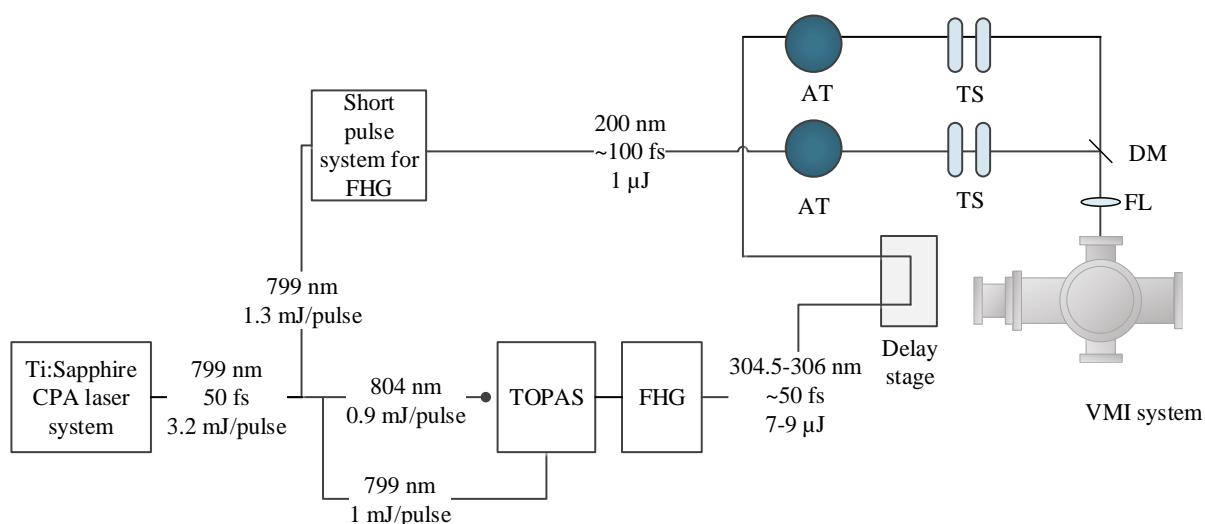 Short
pulse
system for
FHG
200 nm
~100 fs
1 µJ
AT
TS
AT
TS
DM
FL
799 nm
1.3 mJ/pulse
Ti:Sapphire
CPA laser
system
799 nm
50 fs
3.2 mJ/pulse
804 nm
0.9 mJ/pulse
TOPAS
FHG
304.5-306 nm
~50 fs
7-9 µJ
Delay
stage
VMI system
799 nm
1 mJ/pulse